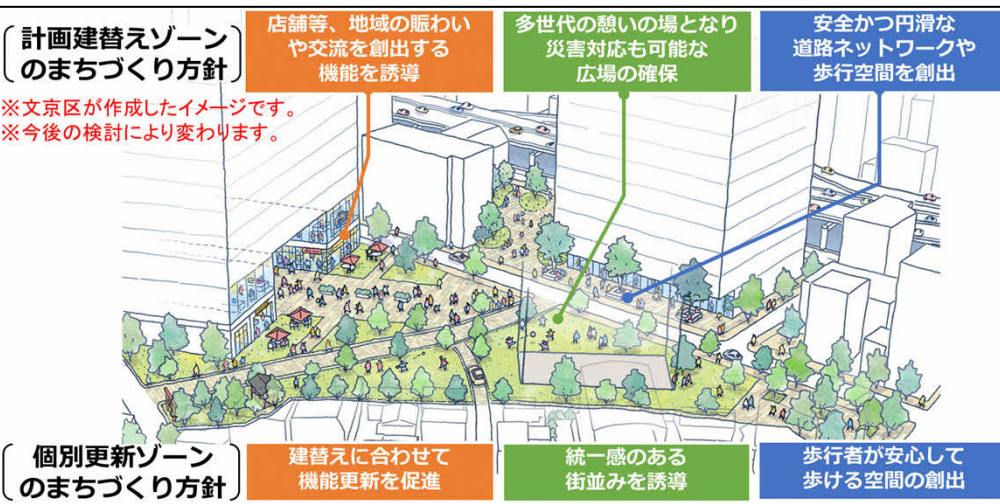 計画建替えゾーン
のまちづくり方針
店舗等、地域の賑わい
や交流を創出する
機能を誘導
多世代の憩いの場となり
災害対応も可能な
広場の確保
安全かつ円滑な
道路ネットワークや
歩行空間を創出
※文京区が作成したイメージです。
※今後の検討により変わります。
個別更新ゾーン
のまちづくり方針
建替えに合わせて
機能更新を促進
統一感のある
街並みを誘導
歩行者が安心して
歩ける空間の創出